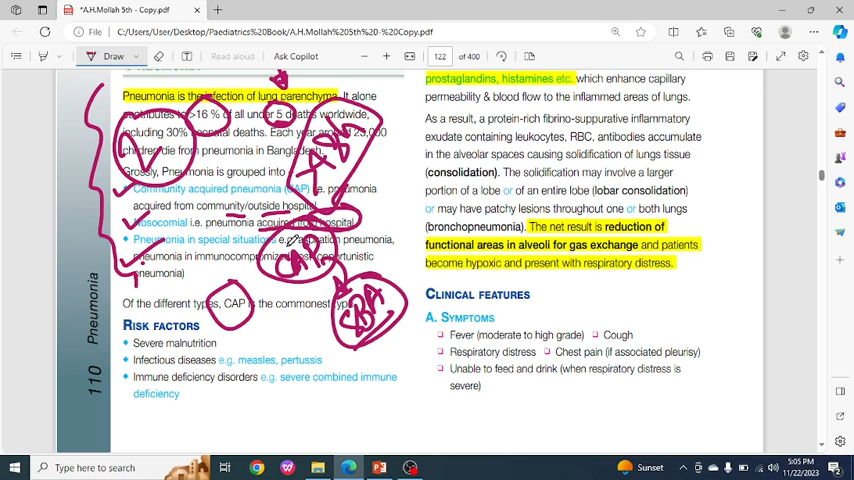 *A.H.Mollah 5th - Copy.pdf
File
C:/Users/User/Desktop/Paediatrics Book/A.H.Mollah%205th%20-%20Copy.pdf
Draw
Read aloud
Ask Copilot
122 of 400
Pneumonia is the infection of lung parenchyma. It alone
contributes to >16 % of all under 5 deaths worldwide,
including 30% neonatal deaths. Each year around
children die from pneumonia in Bangladesh.
Grossly, Pneumonia is grouped into
Community acquired pneumonia (CAP) i.e. pneumonia
acquired from community/outside hospital
Nosocomial i.e. pneumonia acquired from hospital
Pneumonia in special situations e.g. aspiration pneumonia,
pneumonia in immunocompromized host, opportunistic
pneumonia)
Of the different types, CAP is the commonest type.
2
48h
CAP
RISK FACTORS
Severe malnutrition
Infectious diseases e.g. measles, pertussis
Immune deficiency disorders e.g. severe combined immune
deficiency
110 Pneumonia
prostaglandins, histamines etc. which enhance capillary
permeability & blood flow to the inflammed areas of lungs.
As a result, a protein-rich fibrino-suppurative inflammatory
exudate containing leukocytes, RBC, antibodies accumulate
in the alveolar spaces causing solidification of lungs tissue
(consolidation). The solidification may involve a larger
portion of a lobe or of an entire lobe (lobar consolidation)
or may have patchy lesions throughout one or both lungs
(bronchopneumonia). The net result is reduction of
functional areas in alveoli for gas exchange and patients
become hypoxic and present with respiratory distress.
CLINICAL FEATURES
A. SYMPTOMS
Fever (moderate to high grade) Cough
Respiratory distress Chest pain (if associated pleurisy)
Unable to feed and drink (when respiratory distress is
severe)
Type here to search
Sunset
5:05 PM
11/22/2023
2